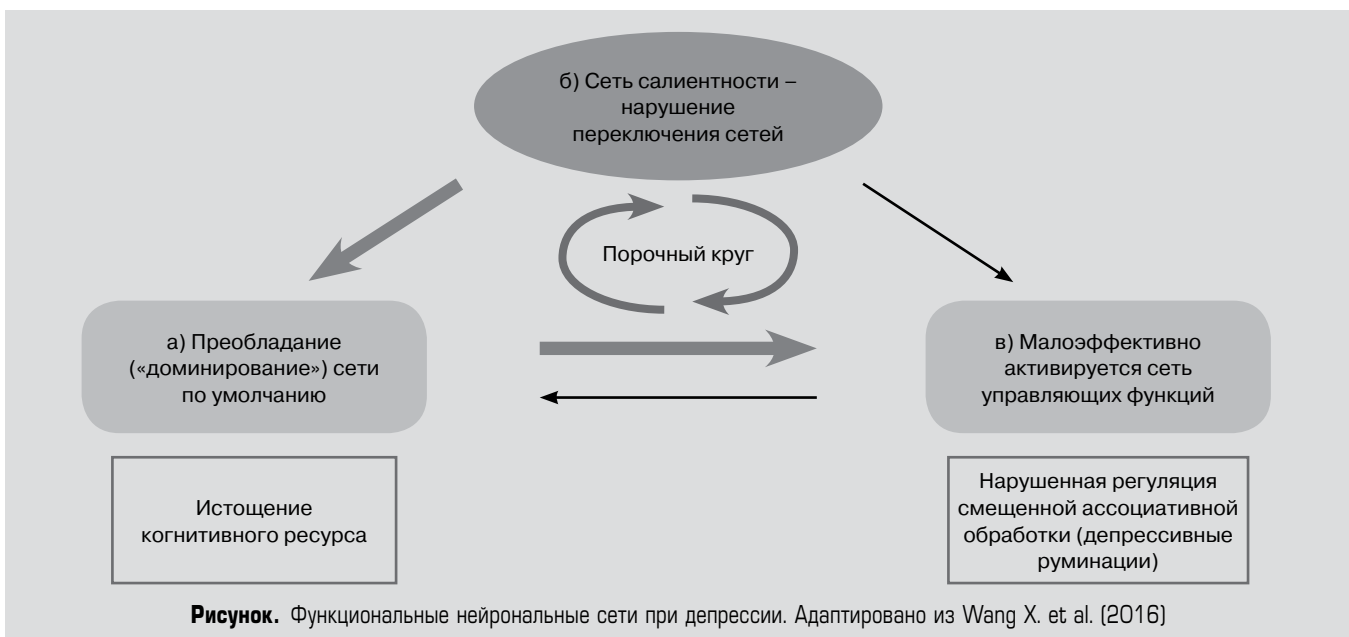 б) Сеть салиентности –
нарушение
переключения сетей
Порочный круг
а) Преобладание
(«доминирование») сети
по умолчанию
в) Малоэффективно
активируется сеть
управляющих функций
Истощение
когнитивного ресурса
Нарушенная регуляция
смещенной ассоциативной
обработки (депрессивные
руминации)
Рисунок. Функциональные нейрональные сети при депрессии. Адаптировано из Wang X. et al. (2016)